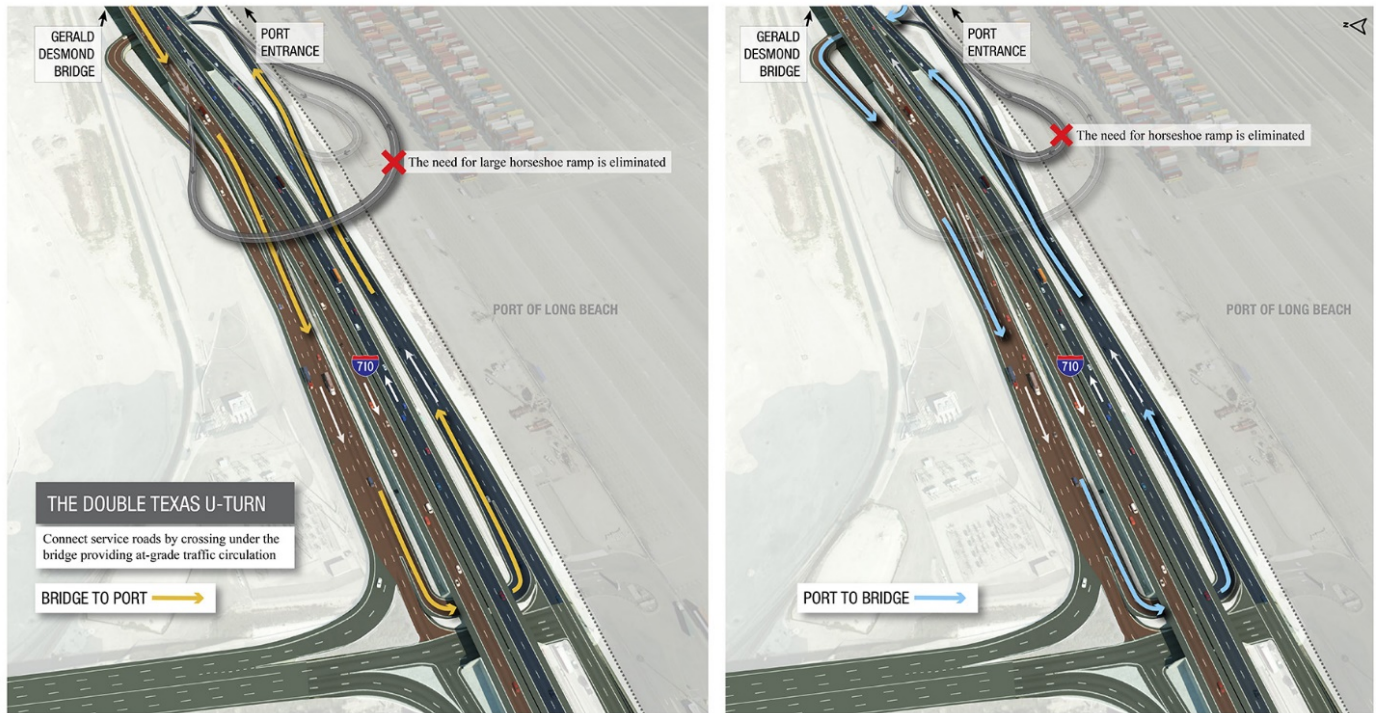 GERALD
DESMOND
BRIDGE
PORT
ENTRANCE
The need for large horseshoe ramp is eliminated
PORT OF LONG BEACH
710
THE DOUBLE TEXAS U-TURN
Connect service roads by crossing under the
bridge providing at-grade traffic circulation
BRIDGE TO PORT
GERALD
DESMOND
BRIDGE
PORT
ENTRANCE
N
The need for horseshoe ramp is eliminated
PORT OF LONG BEACH
710
PORT TO BRIDGE